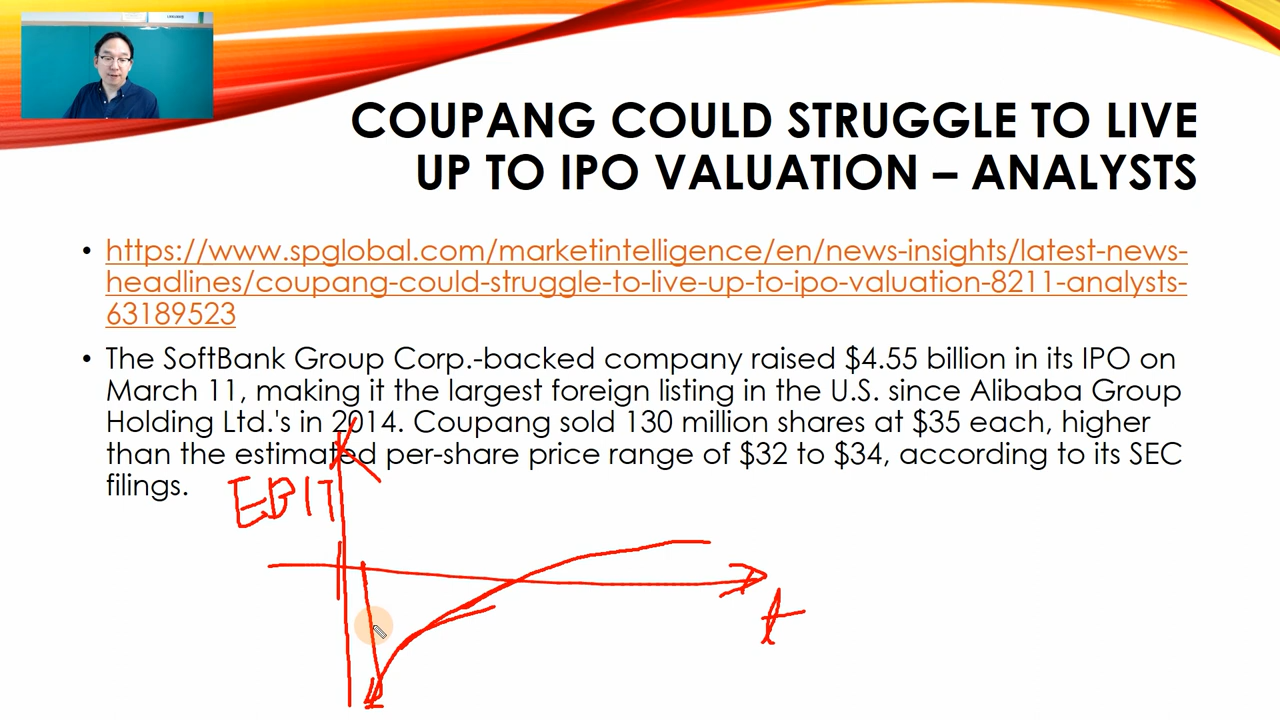 COUPANG COULD STRUGGLE TO LIVE
UP TO IPO VALUATION – ANALYSTS
• https://www.spglobal.com/marketintelligence/en/news-insights/latest-news-
headlines/coupang-could-struggle-to-live-up-to-ipo-valuation-8211-analysts-
63189523
• The SoftBank Group Corp.-backed company raised $4.55 billion in its IPO on
March 11, making it the largest foreign listing in the U.S. since Alibaba Group
Holding Ltd.'s in 2014. Coupang sold 130 million shares at $35 each, higher
than the estimated per-share price range of $32 to $34, according to its SEC
filings.
EBIT
t